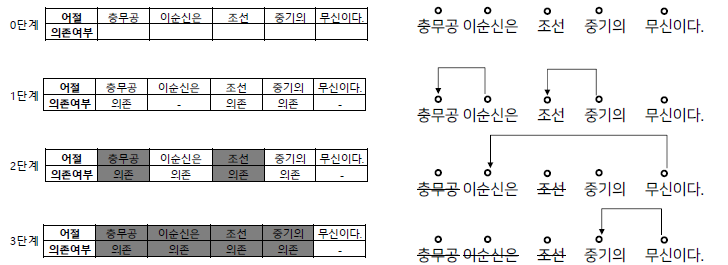 0단계
어절 충무공 이순신은 조선 중기의 무신이다.
의존여부
충무공 이순신은 조선 중기의 무신이다.
1단계
어절 충무공 이순신은 조선 중기의 무신이다.
의존여부 의존 - 의존 의존 -
충무공 이순신은 조선 중기의 무신이다.
2단계
어절 충무공 이순신은 조선 중기의 무신이다.
의존여부 의존 의존 의존 의존 -
충무공 이순신은 조선 중기의 무신이다.
3단계
어절 충무공 이순신은 조선 중기의 무신이다.
의존여부 의존 의존 의존 의존 -
충무공 이순신은 조선 중기의 무신이다.